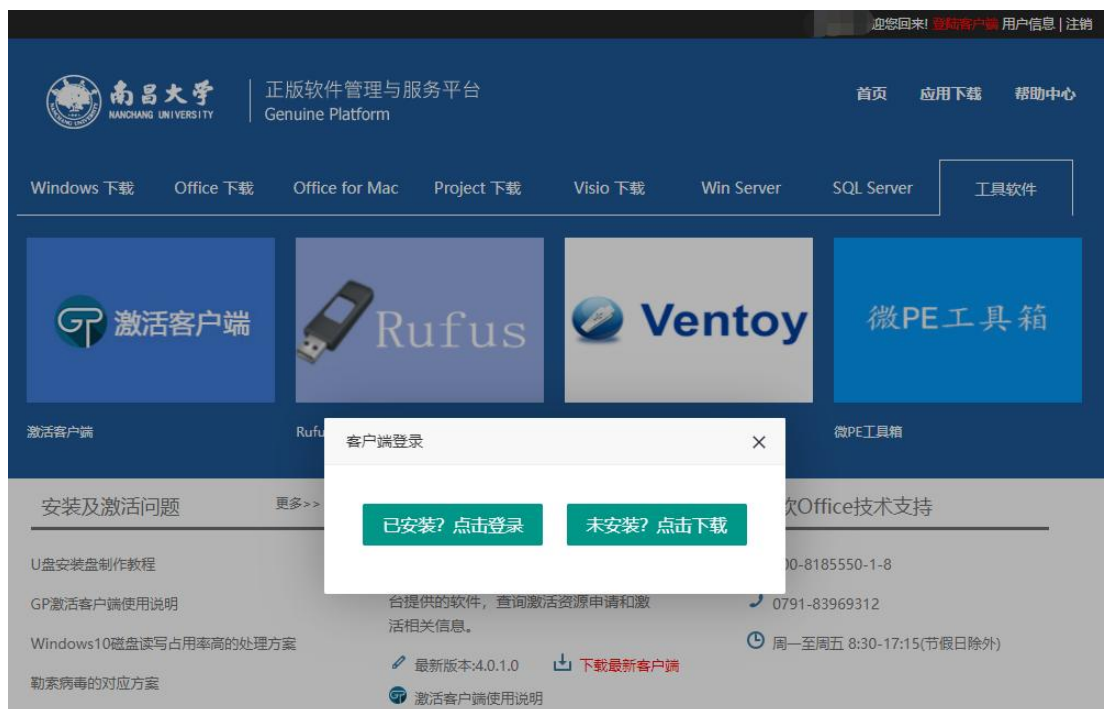 迎您回来! 登陆客户端 用户信息 | 注销
南昌大学
NANCHANG UNIVERSITY
正版软件管理与服务平台
Genuine Platform
首页 应用下载 帮助中心
Windows 下载 Office 下载 Office for Mac Project 下载 Visio 下载 Win Server SQL Server 工具软件
GP 激活客户端
Rufus
Ventoy
微PE工具箱
激活客户端
Rufu
微PE工具箱
客户端登录
已安装? 点击登录 未安装? 点击下载
安装及激活问题 更多>>
U盘安装盘制作教程
GP激活客户端使用说明
Windows10磁盘读写占用率高的处理方案
勒索病毒的对应方案
台提供的软件，查询激活资源申请和激
活相关信息。
最新版本:4.0.1.0 下载最新客户端
激活客户端使用说明
Office技术支持
00-8185550-1-8
0791-83969312
周一至周五 8:30-17:15(节假日除外)